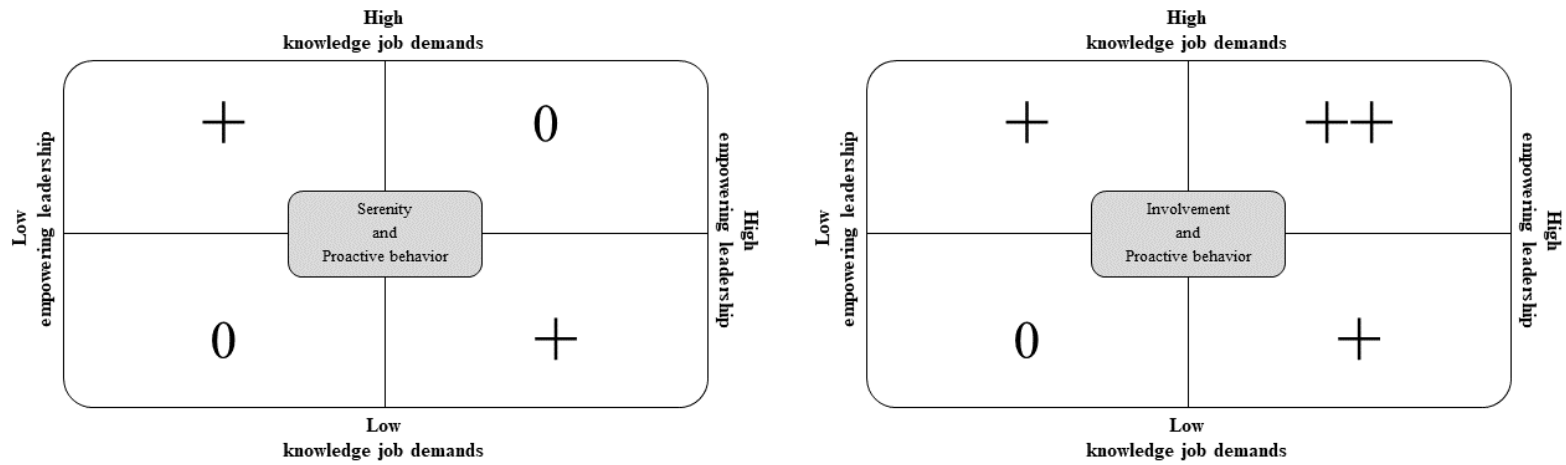 High
knowledge job demands
Low
empowering leadership
+
0
Serenity
and
Proactive behavior
0
+
High
empowering leadership
Low
knowledge job demands
High
knowledge job demands
Low
empowering leadership
+
++
Involvement
and
Proactive behavior
0
+
High
empowering leadership
Low
knowledge job demands